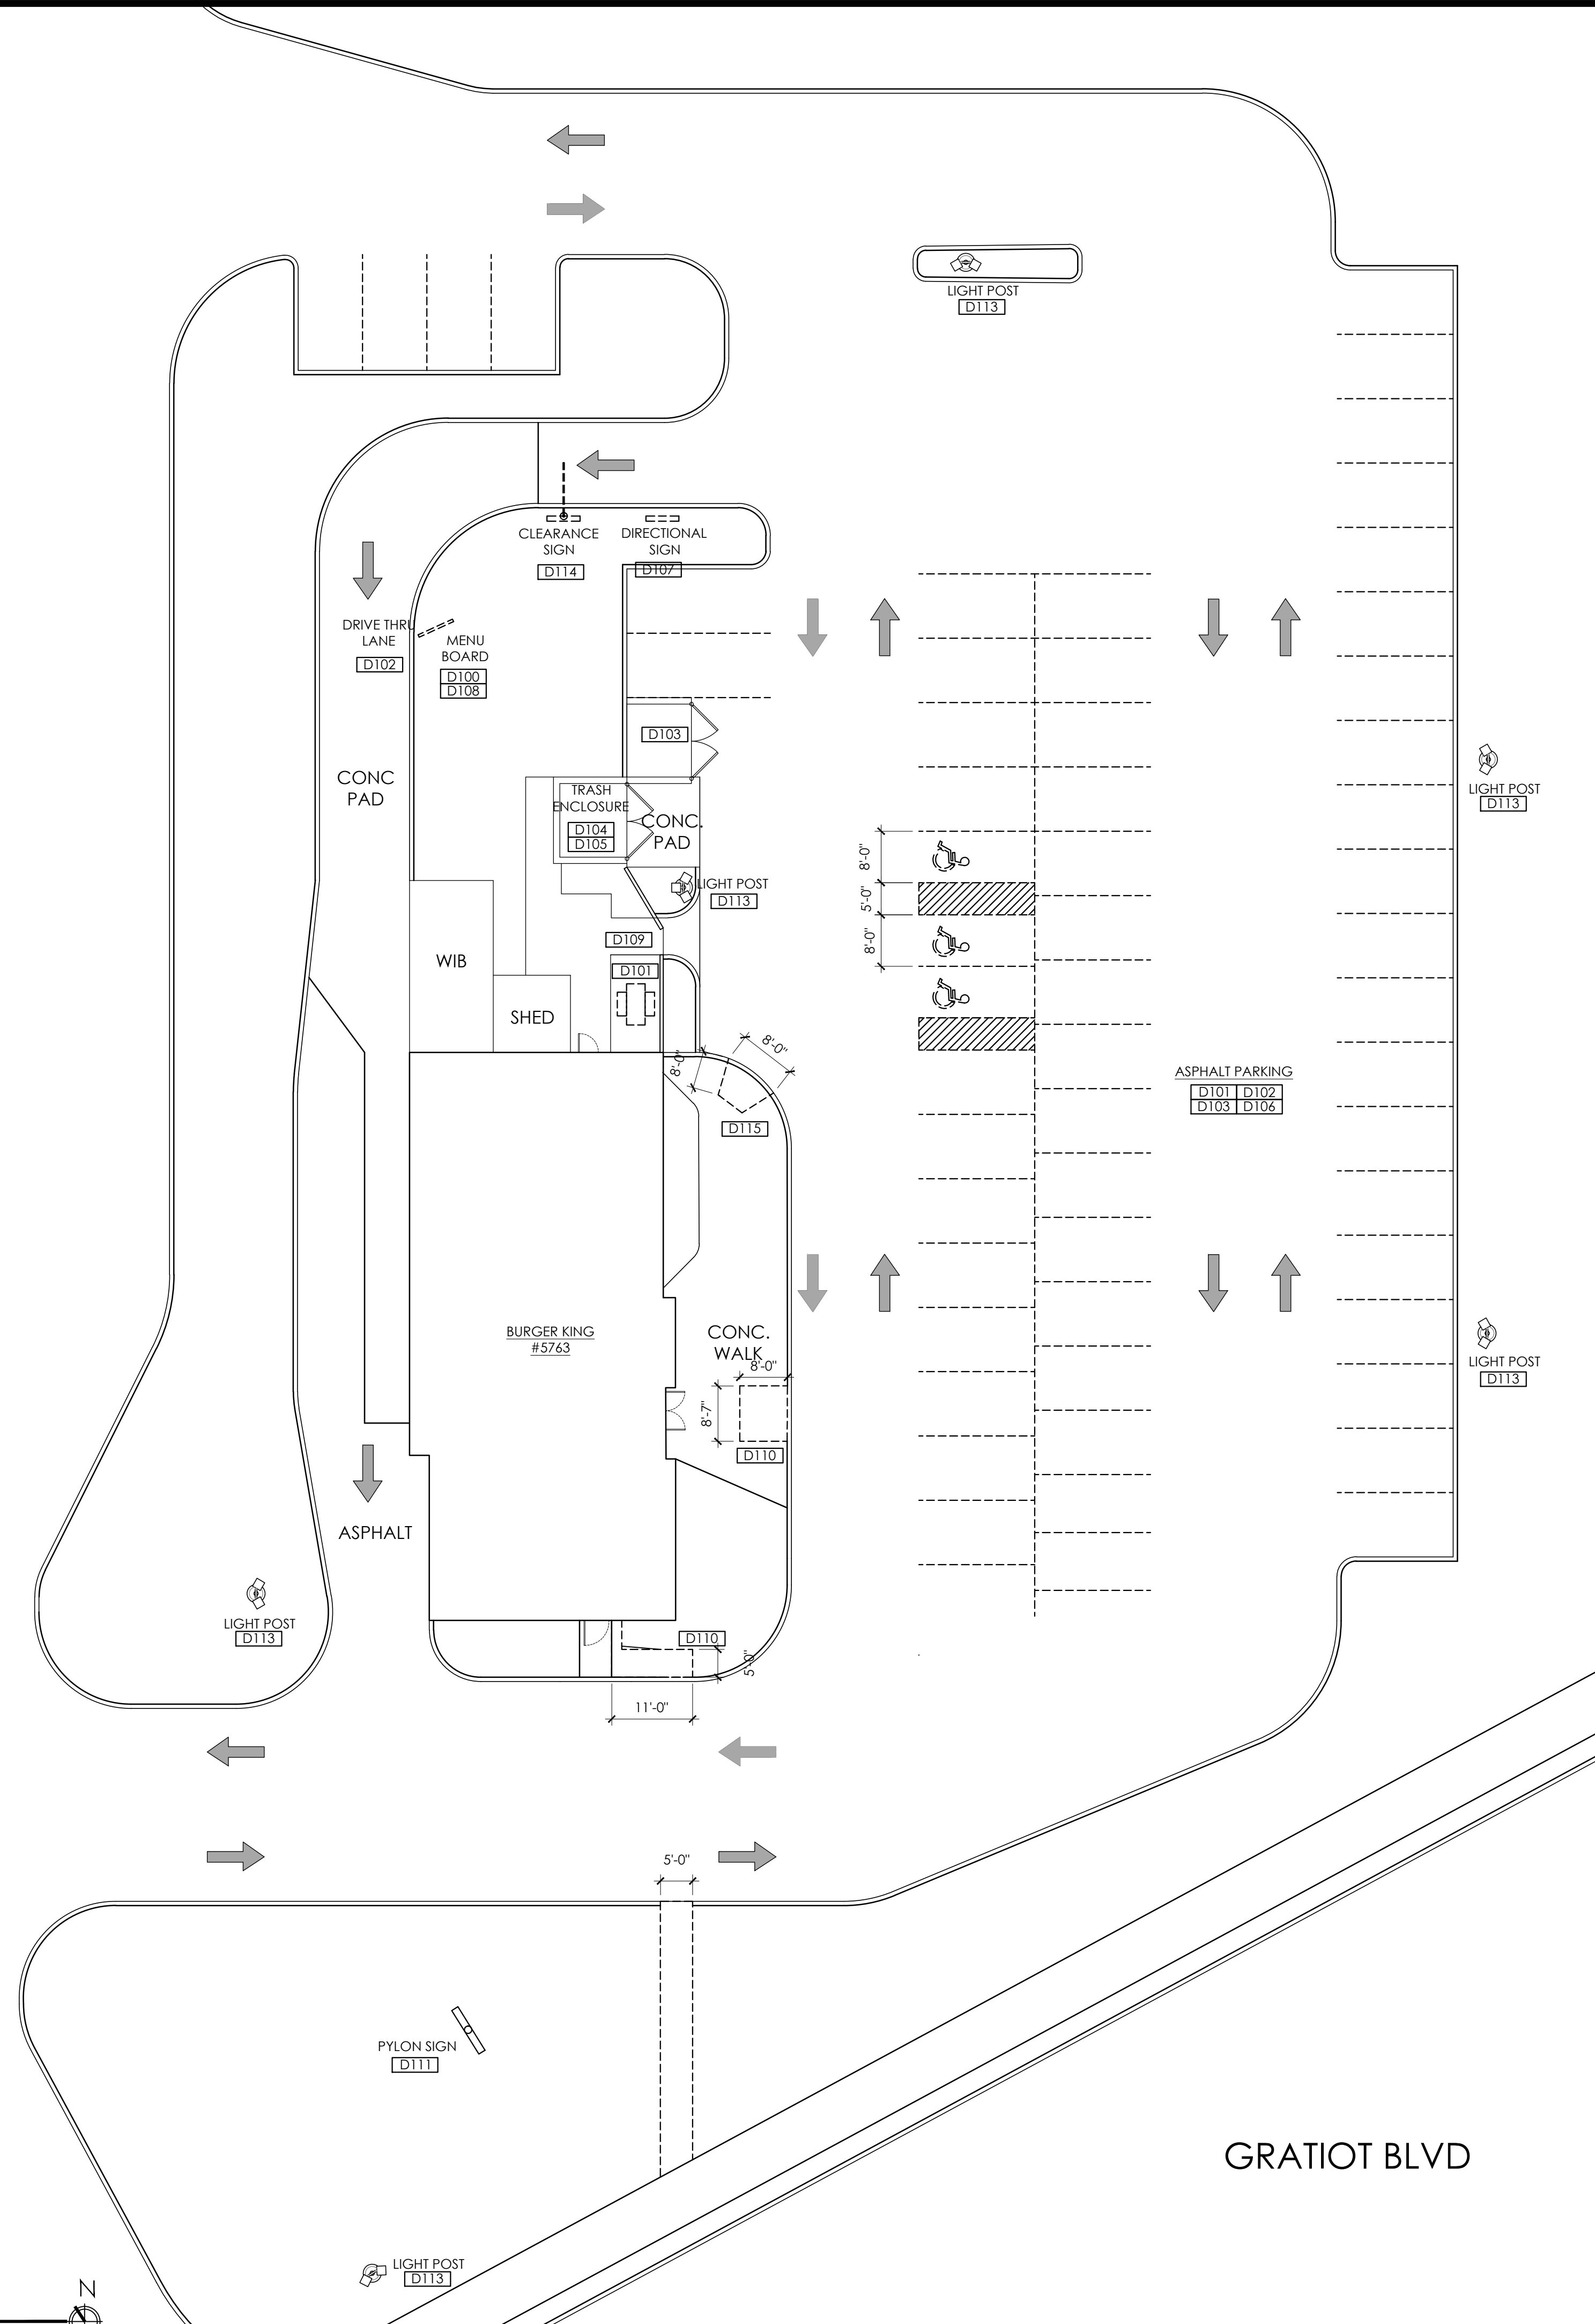 LIGHT POST
D113
CLEARANCE
SIGN
D114
DIRECTIONAL
SIGN
D107
DRIVE THRU
LANE
D102
MENU
BOARD
D100
D108
D103
CONC
PAD
TRASH
ENCLOSURE
D104
D105
CONC.
PAD
LIGHT POST
D113
LIGHT POST
D113
8'-0"
5'-0"
8'-0"
D109
WIB
D101
SHED
8'-0"
8'-0"
D115
ASPHALT PARKING
D101 D102
D103 D106
BURGER KING
#5763
CONC.
WALK
8'-0"
8'-7"
D110
LIGHT POST
D113
ASPHALT
LIGHT POST
D113
D110
5'-0"
11'-0"
5'-0"
PYLON SIGN
D111
GRATIOT BLVD
LIGHT POST
D113
N